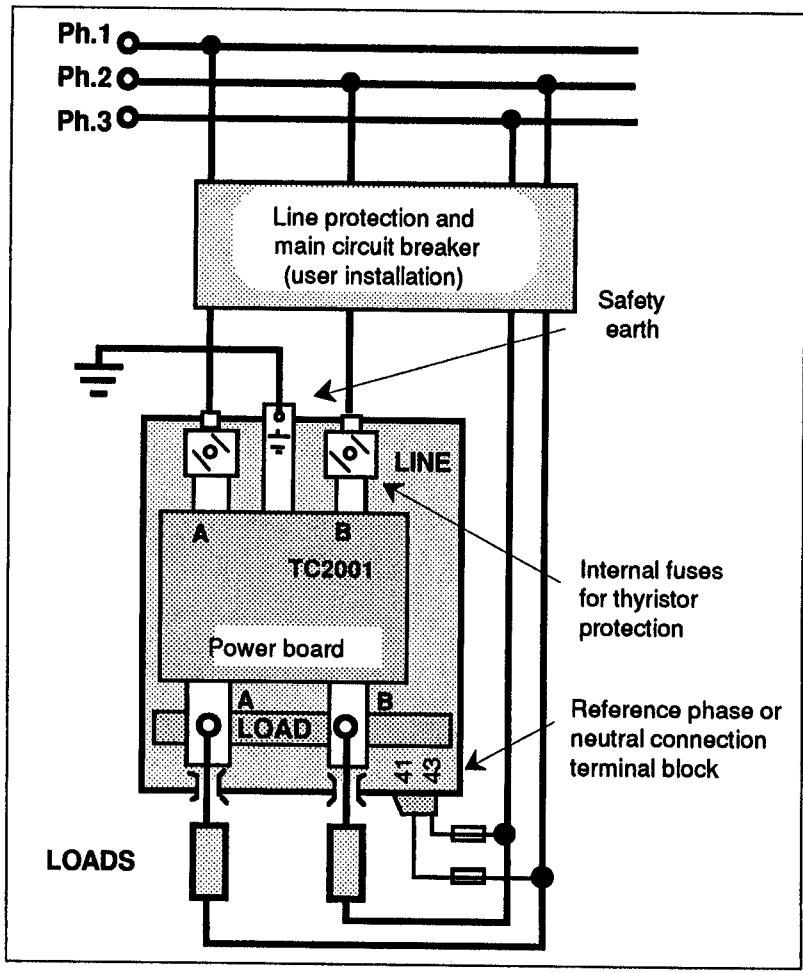 Ph.1
Ph.2
Ph.3
Line protection and
main circuit breaker
(user installation)
Safety
earth
LINE
A
B
TC2001
Internal fuses
for thyristor
protection
Power board
A
B
LOAD
Reference phase or
neutral connection
terminal block
41
43
LOADS